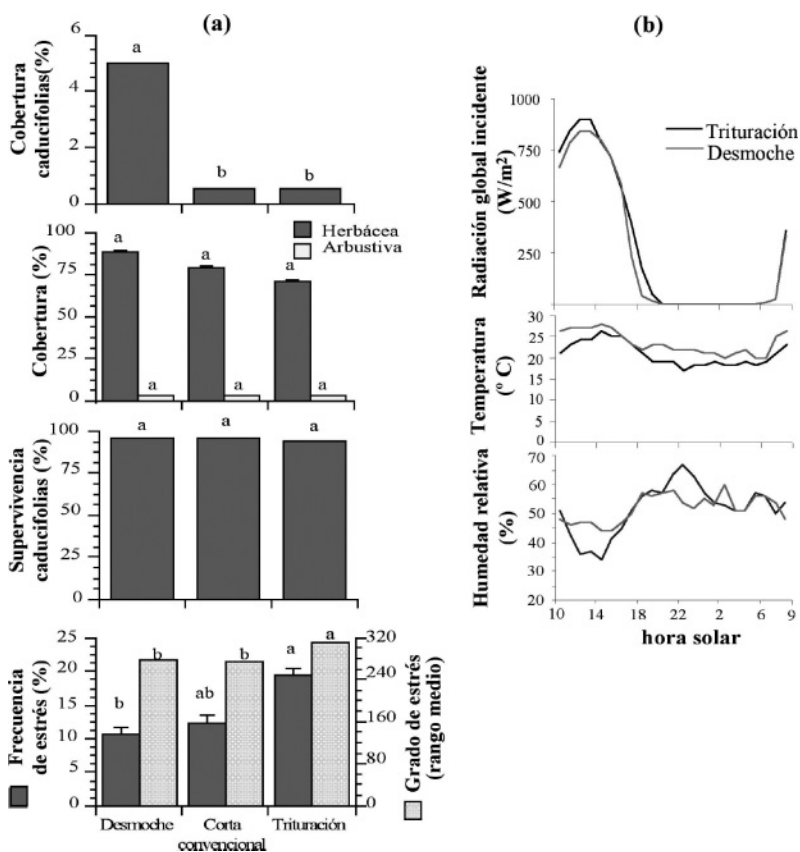 (a)
Cobertura
caducifolias(%)
6
4
2
0
a
b
b
Cobertura (%)
100
75
50
25
0
Herbácea
Arbustiva
a
a
a
a
a
a
Supervivencia
caducifolias (%)
100
75
50
25
0
a
a
a
Frecuencia
de estrés (%)
25
20
15
10
5
0
b
b
ab
b
a
a
320
240
160
80
0
Grado de estrés
(rango medio)
Desmoche
Corta
convencional
Trituración
(b)
Radiación global incidente
(W/m²)
1000
750
500
250
Trituración
Desmoche
Temperatura
(º C)
30
25
20
15
10
5
0
Humedad relativa
(%)
70
60
50
40
30
20
10
14
18
22
2
6
9
hora solar